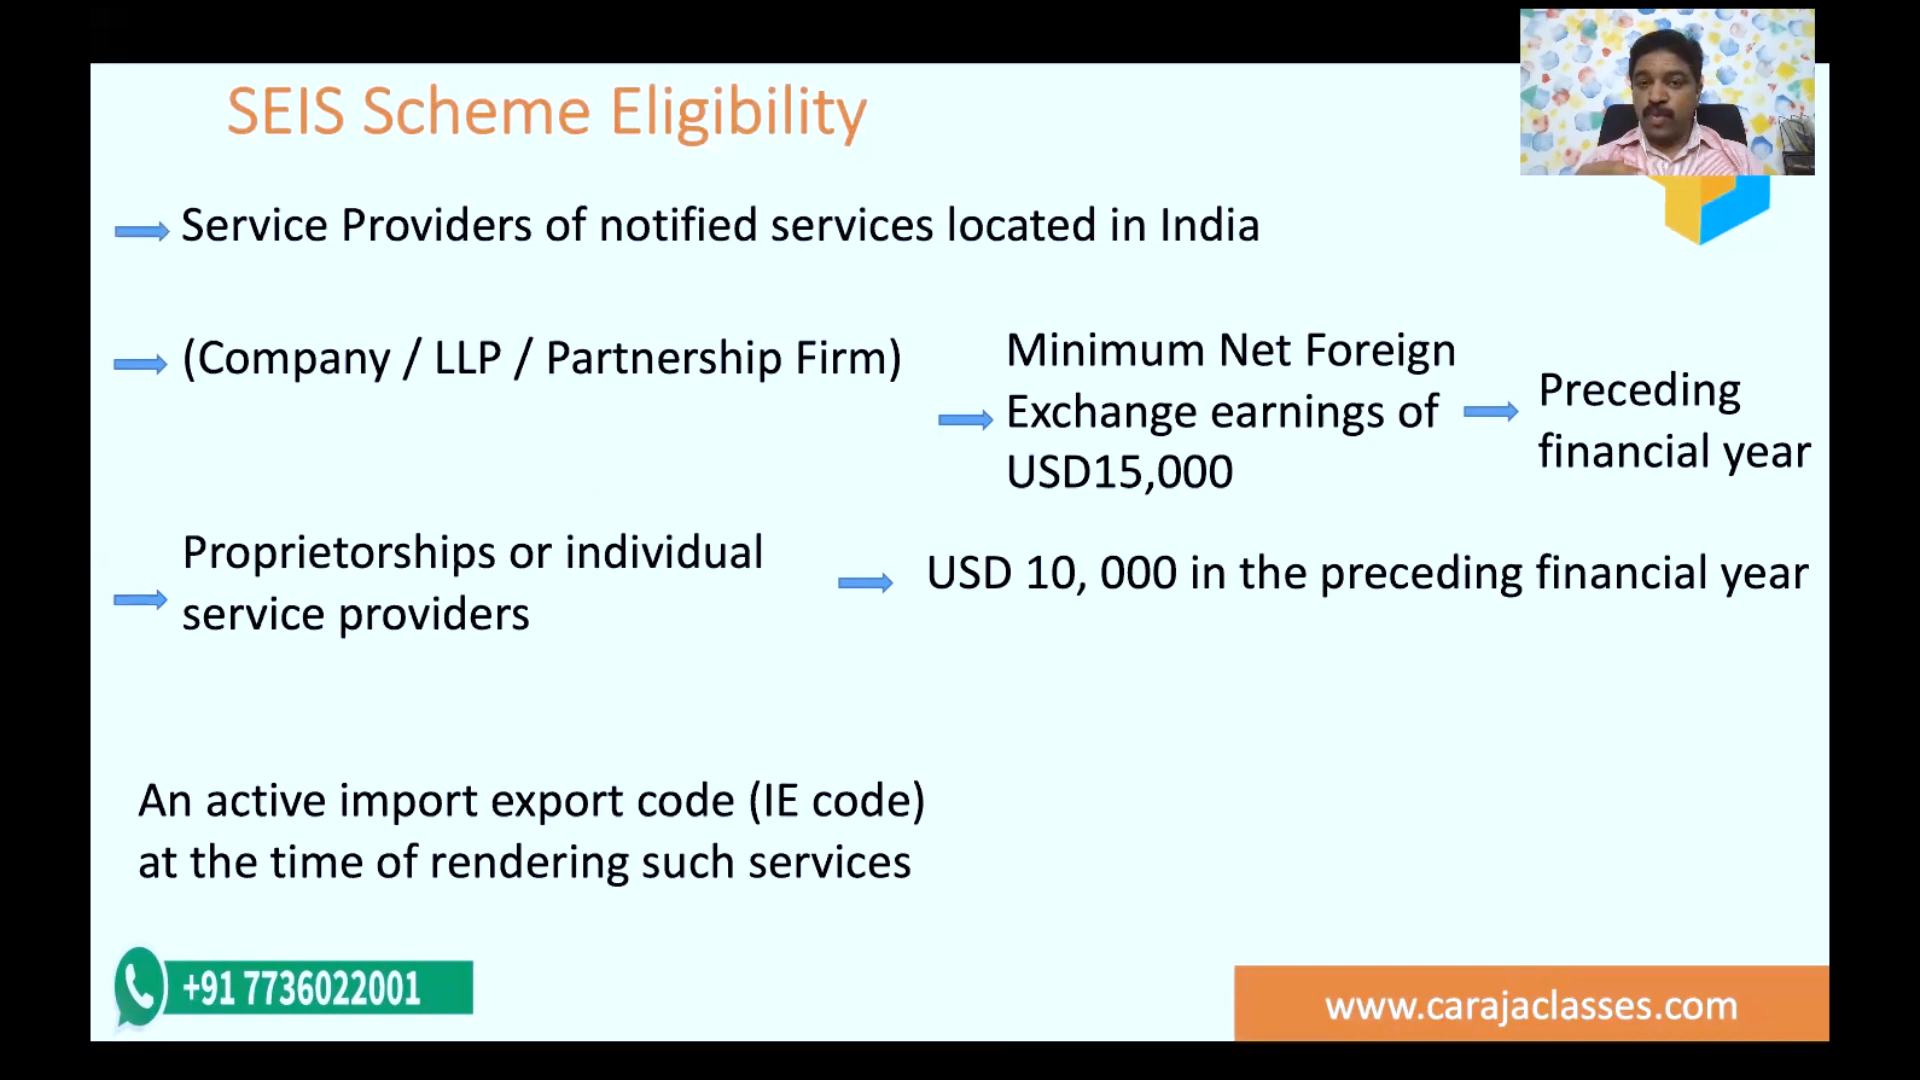 SEIS Scheme Eligibility
Service Providers of notified services located in India
(Company / LLP / Partnership Firm)
Minimum Net Foreign
Exchange earnings of
USD15,000
Preceding
financial year
Proprietorships or individual
service providers
USD 10, 000 in the preceding financial year
An active import export code (IE code)
at the time of rendering such services
+91 7736022001
www.carajaclasses.com